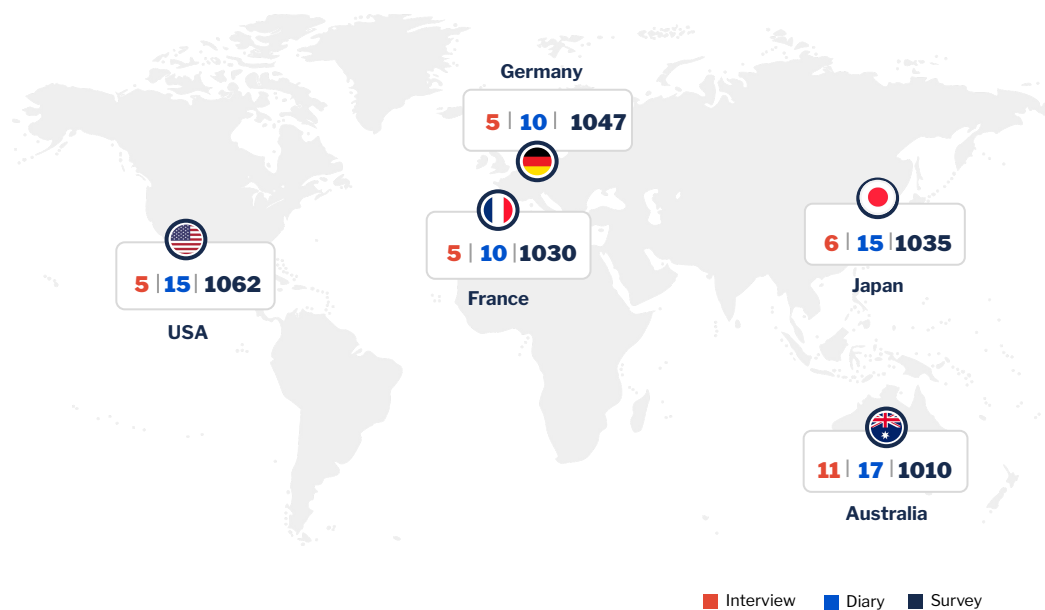 Germany
5 | 10 | 1047
5 | 10 | 1030
France
6 | 15 | 1035
Japan
5 | 15 | 1062
USA
11 | 17 | 1010
Australia
Interview Diary Survey